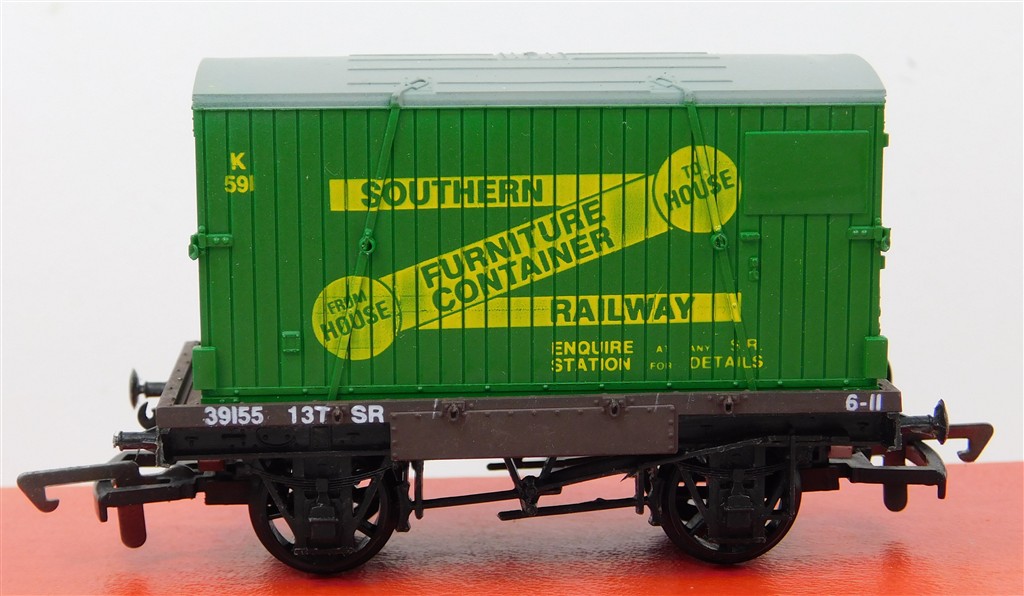 K
591
SOUTHERN
TO
HOUSE
FURNITURE
CONTAINER
FROM
HOUSE
RAILWAY
ENQUIRE AT ANY S.R.
STATION FOR DETAILS
39155 13T SR 6-11